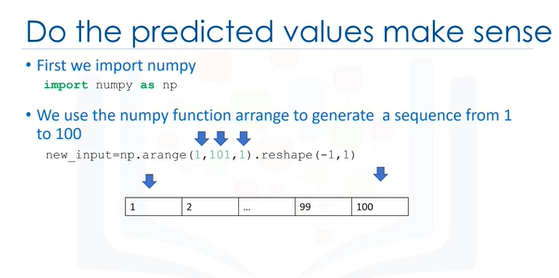 Do the predicted values make sense
• First we import numpy
import numpy as np
• We use the numpy function arrange to generate a sequence from 1
to 100
new_input=np.arange(1,101,1).reshape(-1,1)
1 2 ... 99 100